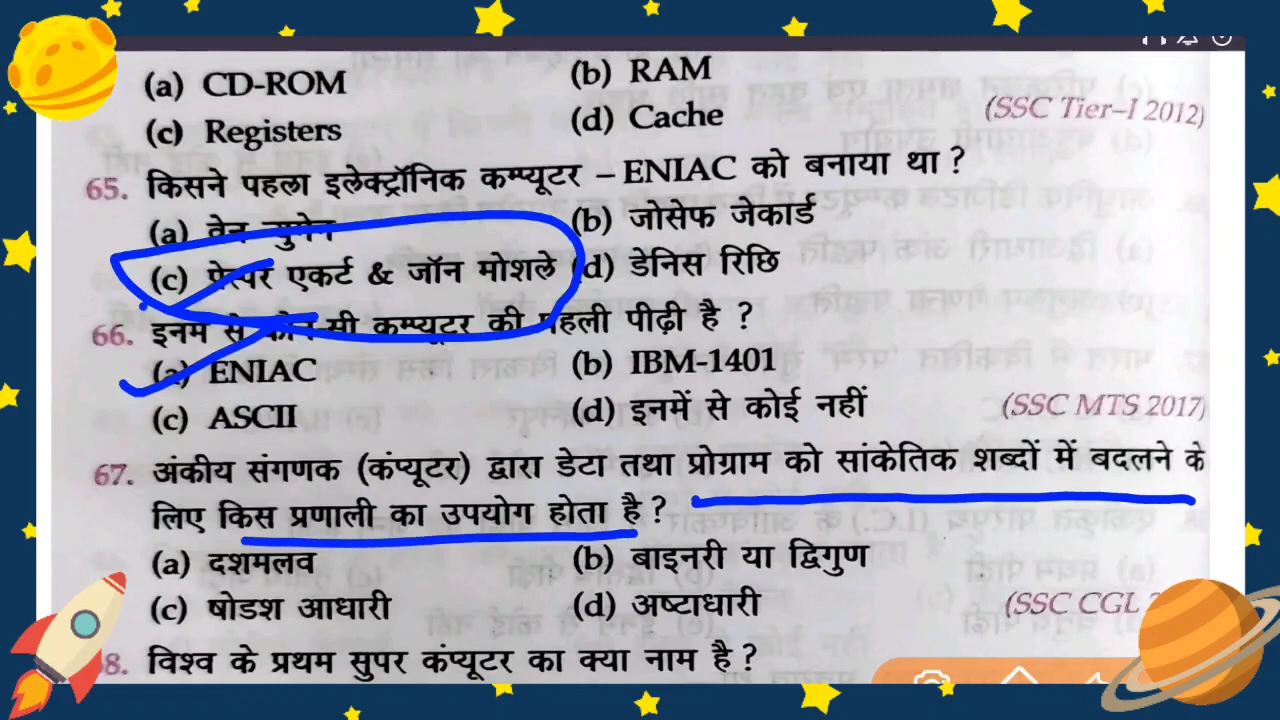 (a) CD-ROM (b) RAM
(c) Registers (d) Cache (SSC Tier-I 2012)
65. किसने पहला इलेक्ट्रॉनिक कम्प्यूटर – ENIAC को बनाया था ?
(a) वेन (b) जोसेफ जेकार्ड
(c) एकर्ट & जॉन मोशले (d) डेनिस रिछि
66. इनमें से कौन-सी कम्प्यूटर की पहली पीढ़ी है ?
(a) ENIAC (b) IBM-1401
(c) ASCII (d) इनमें से कोई नहीं (SSC MTS 2017)
67. अंकीय संगणक (कंप्यूटर) द्वारा डेटा तथा प्रोग्राम को सांकेतिक शब्दों में बदलने के
लिए किस प्रणाली का उपयोग होता है ?
(a) दशमलव (b) बाइनरी या द्विगुण
(c) षोडश आधारी (d) अष्टाधारी (SSC CGL
विश्व के प्रथम सुपर कंप्यूटर का क्या नाम है ?